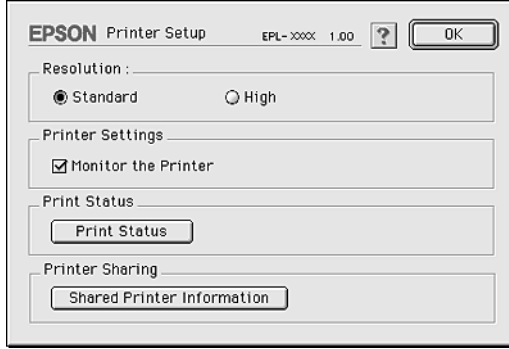 EPSON Printer Setup EPL-XXXX 1.00 ? OK
Resolution :
Standard High
Printer Settings
Monitor the Printer
Print Status
Print Status
Printer Sharing
Shared Printer Information